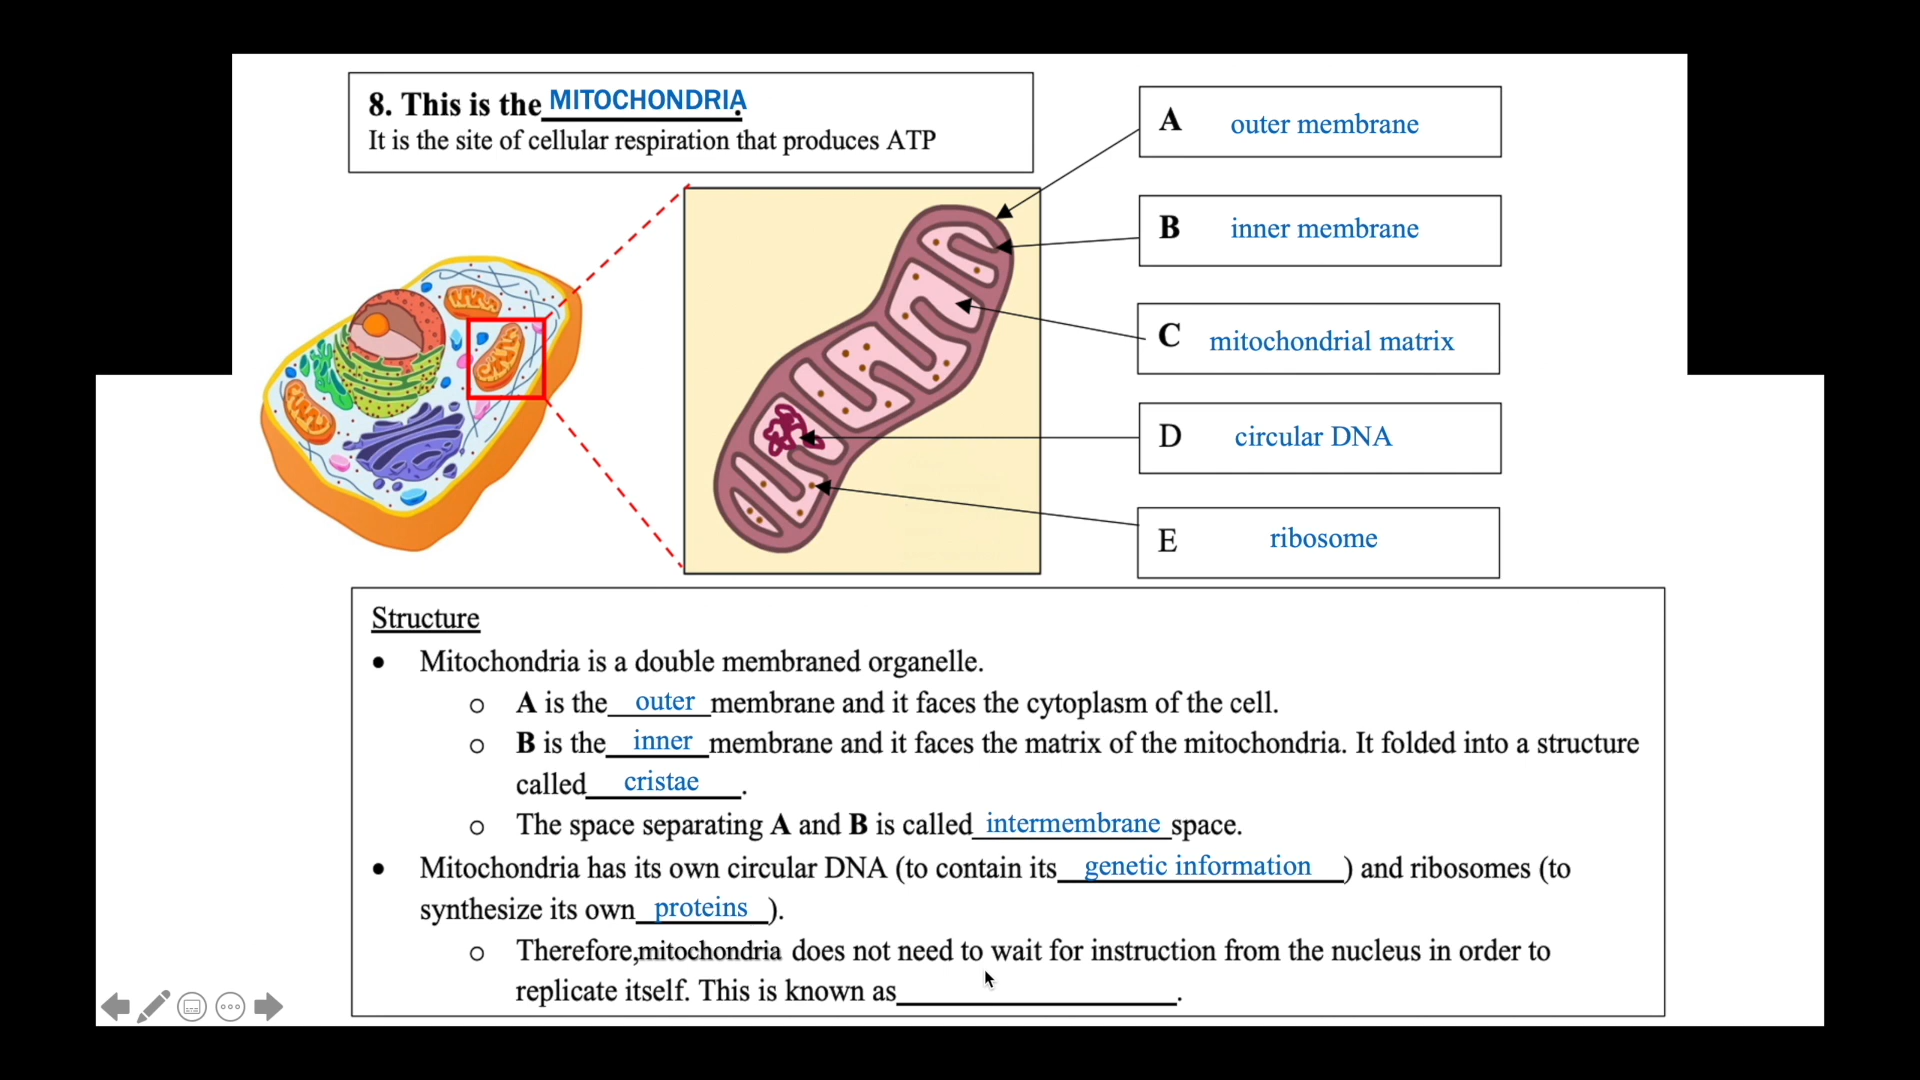 8. This is the MITOCHONDRIA.
It is the site of cellular respiration that produces ATP
A outer membrane
B inner membrane
C mitochondrial matrix
D circular DNA
E ribosome
Structure
• Mitochondria is a double membraned organelle.
o A is the outer membrane and it faces the cytoplasm of the cell.
o B is the inner membrane and it faces the matrix of the mitochondria. It folded into a structure
called cristae.
o The space separating A and B is called intermembrane space.
• Mitochondria has its own circular DNA (to contain its genetic information) and ribosomes (to
synthesize its own proteins).
o Therefore,mitochondria does not need to wait for instruction from the nucleus in order to
replicate itself. This is known as____________________.